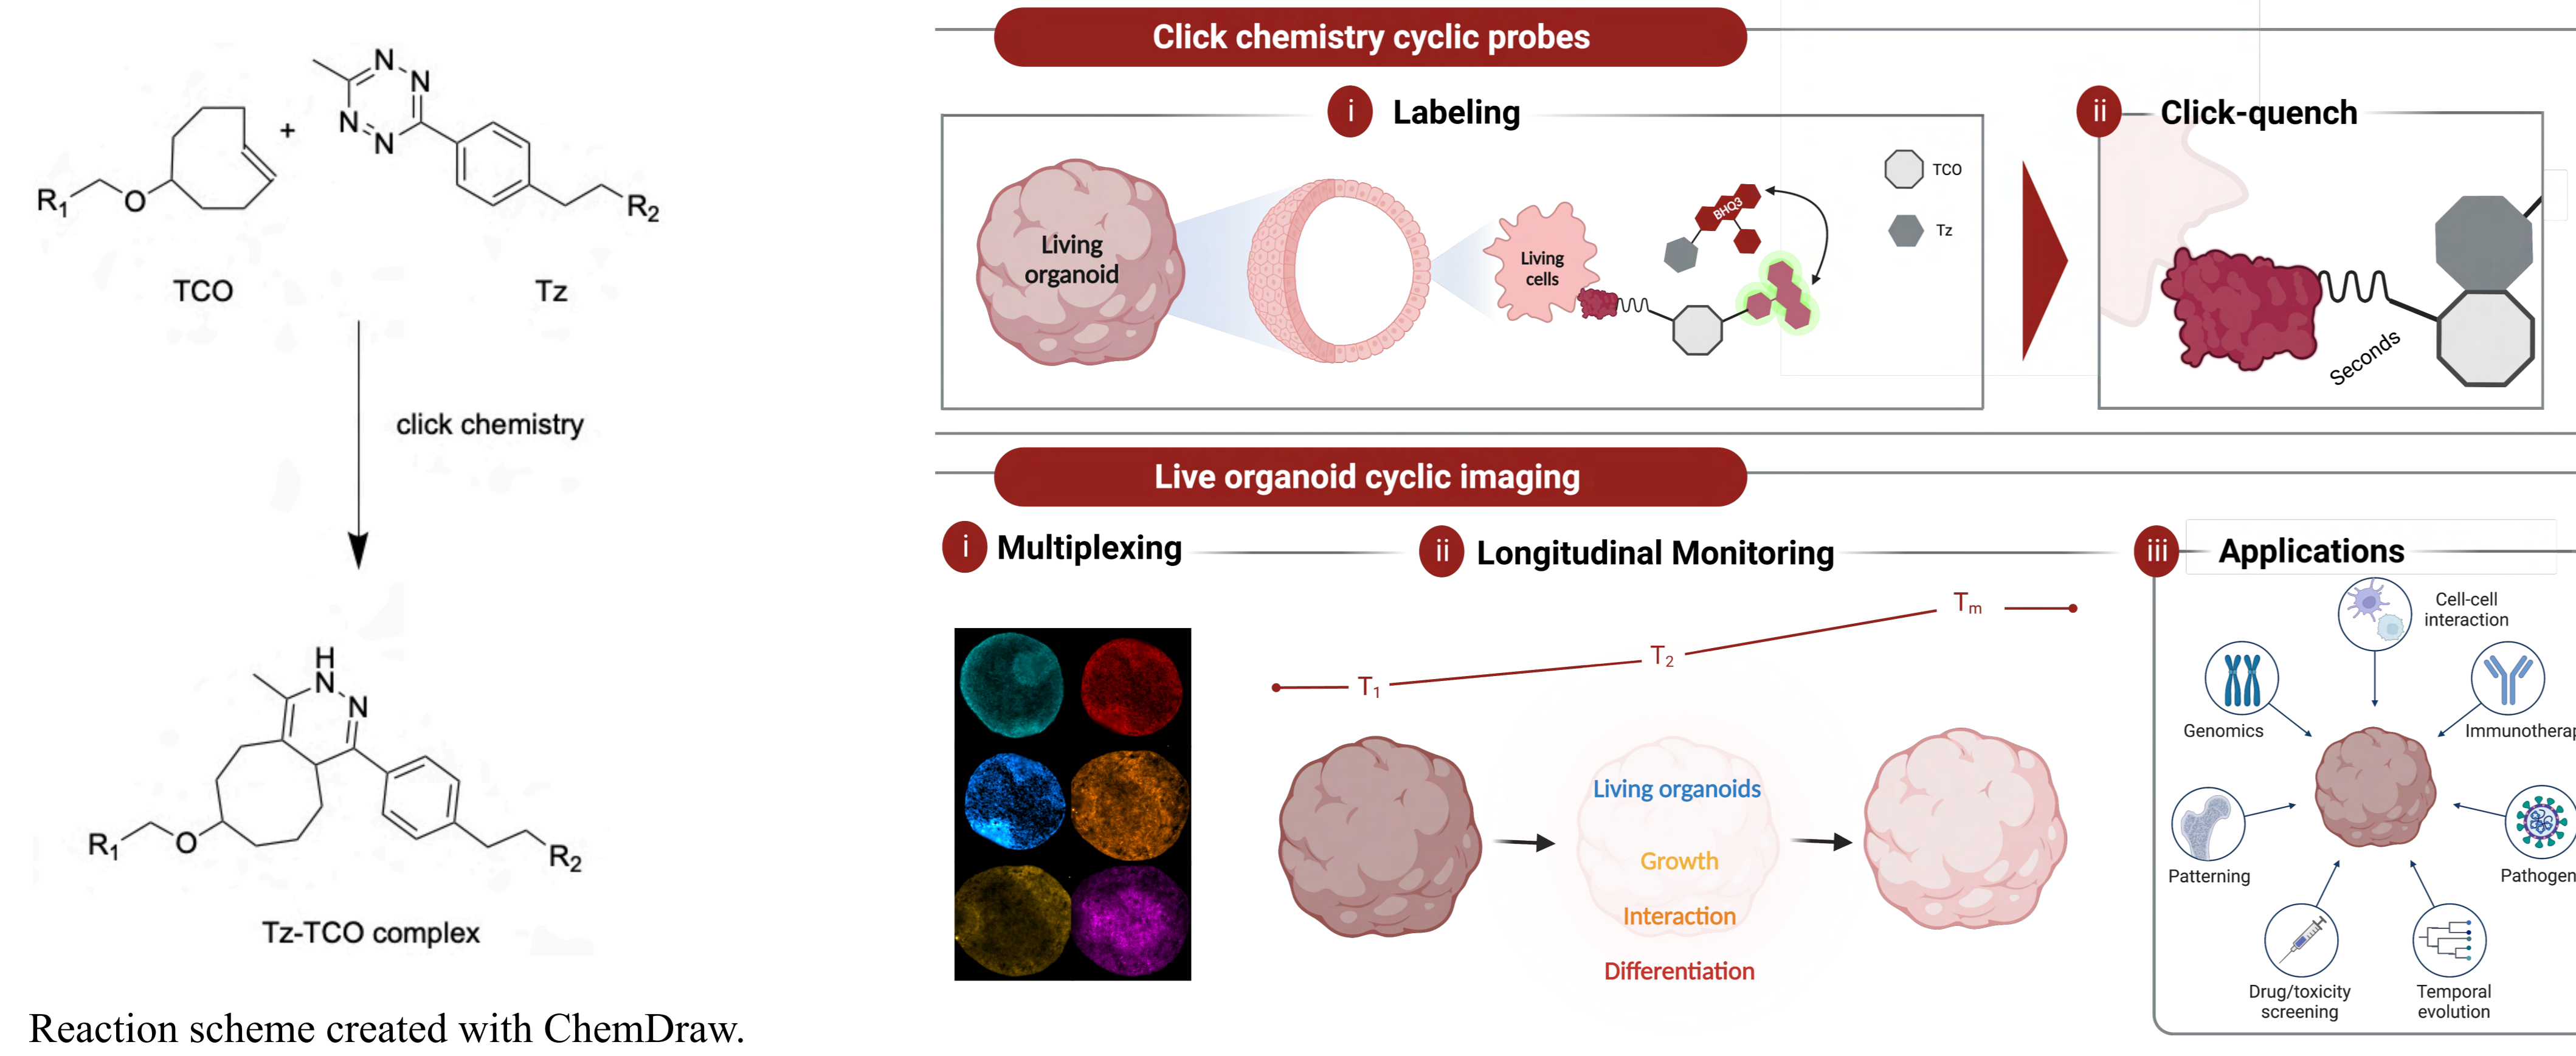 N
N
N
N
+
R1
O
R2
TCO
Tz
click chemistry
H
N
N
R1
O
R2
Tz-TCO complex
Reaction scheme created with ChemDraw.
Click chemistry cyclic probes
i Labeling
Living
organoid
Living
cells
BHQ3
TCO
Tz
ii Click-quench
Seconds
Live organoid cyclic imaging
i Multiplexing
ii Longitudinal Monitoring
T1
T2
Tm
Living organoids
Growth
Interaction
Differentiation
iii Applications
Cell-cell
interaction
Genomics
Immunotherap
Patterning
Pathogen
Drug/toxicity
screening
Temporal
evolution